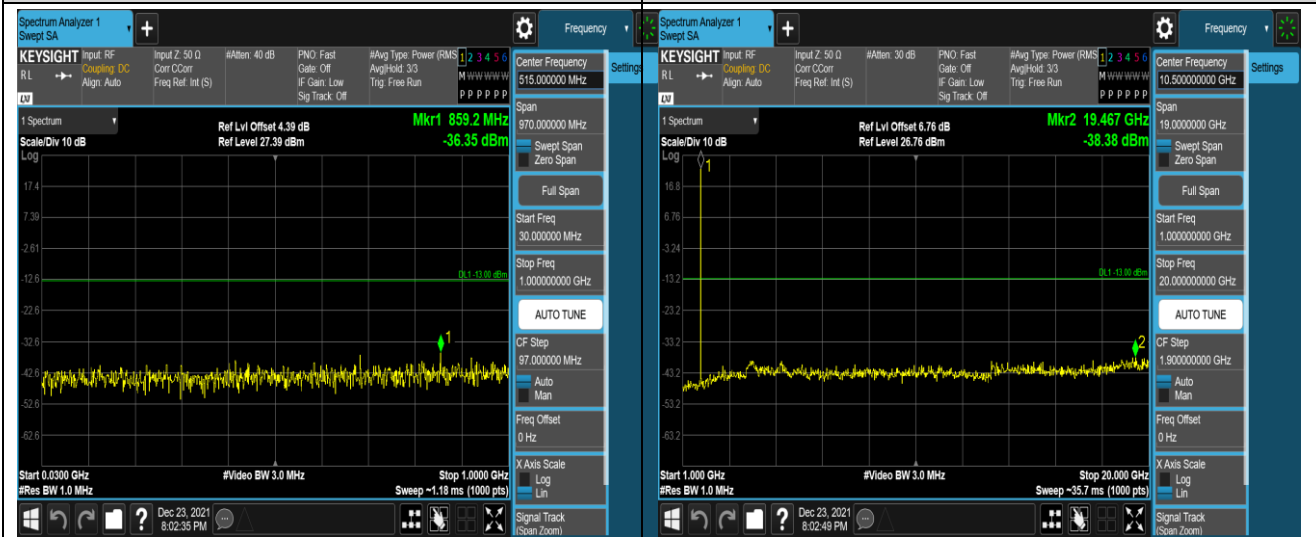 Spectrum Analyzer 1
Swept SA
+
Frequency
KEYSIGHT
RL
LXI
Input: RF
Coupling: DC
Align: Auto
Input Z: 50 Ω
Corr CCorr
Freq Ref: Int (S)
#Atten: 40 dB
PNO: Fast
Gate: Off
IF Gain: Low
Sig Track: Off
#Avg Type: Power (RMS
Avg|Hold: 3/3
Trig: Free Run
1 2 3 4 5 6
M W W W W W
P P P P P P
Center Frequency
515.000000 MHz
Settings
1 Spectrum
Scale/Div 10 dB
Log
Ref Lvl Offset 4.39 dB
Ref Level 27.39 dBm
Mkr1 859.2 MHz
-36.35 dBm
17.4
7.39
-2.61
-12.6
-22.6
-32.6
-42.6
-52.6
-62.6
DL1 -13.00 dBm
1
Start 0.0300 GHz
#Res BW 1.0 MHz
#Video BW 3.0 MHz
Stop 1.0000 GHz
Sweep ~1.18 ms (1000 pts)
Span
970.000000 MHz
Swept Span
Zero Span
Full Span
Start Freq
30.000000 MHz
Stop Freq
1.000000000 GHz
AUTO TUNE
CF Step
97.000000 MHz
Auto
Man
Freq Offset
0 Hz
X Axis Scale
Log
Lin
Signal Track
(Span Zoom)
?
Dec 23, 2021
8:02:35 PM
Spectrum Analyzer 1
Swept SA
+
Frequency
KEYSIGHT
RL
LXI
Input: RF
Coupling: DC
Align: Auto
Input Z: 50 Ω
Corr CCorr
Freq Ref: Int (S)
#Atten: 30 dB
PNO: Fast
Gate: Off
IF Gain: Low
Sig Track: Off
#Avg Type: Power (RMS
Avg|Hold: 3/3
Trig: Free Run
1 2 3 4 5 6
M W W W W W
P P P P P P
Center Frequency
10.500000000 GHz
Settings
1 Spectrum
Scale/Div 10 dB
Log
Ref Lvl Offset 6.76 dB
Ref Level 26.76 dBm
Mkr2 19.467 GHz
-38.38 dBm
1
16.8
6.76
-3.24
-13.2
-23.2
-33.2
-43.2
-53.2
-63.2
DL1 -13.00 dBm
2
Start 1.000 GHz
#Res BW 1.0 MHz
#Video BW 3.0 MHz
Stop 20.000 GHz
Sweep ~35.7 ms (1000 pts)
Span
19.0000000 GHz
Swept Span
Zero Span
Full Span
Start Freq
1.000000000 GHz
Stop Freq
20.000000000 GHz
AUTO TUNE
CF Step
1.900000000 GHz
Auto
Man
Freq Offset
0 Hz
X Axis Scale
Log
Lin
Signal Track
(Span Zoom)
?
Dec 23, 2021
8:02:49 PM